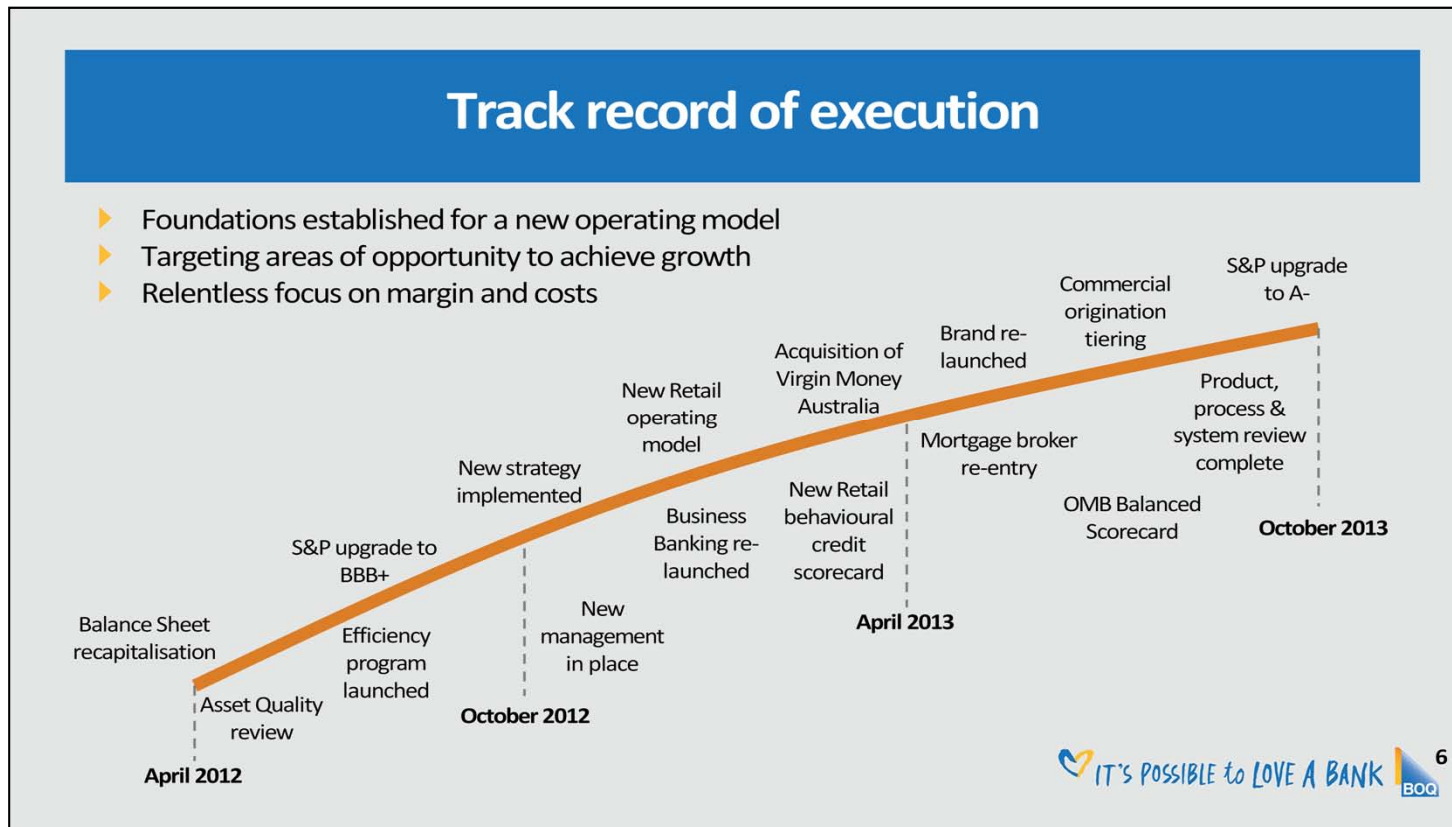 Track record of execution
Foundations established for a new operating model
Targeting areas of opportunity to achieve growth
Relentless focus on margin and costs
Balance Sheet
recapitalisation
Asset Quality
review
April 2012
S&P upgrade to
BBB+
Efficiency
program
launched
New strategy
implemented
October 2012
New
management
in place
New Retail
operating
model
Business
Banking re-
launched
Acquisition of
Virgin Money
Australia
New Retail
behavioural
credit
scorecard
April 2013
Brand re-
launched
Mortgage broker
re-entry
Commercial
origination
tiering
OMB Balanced
Scorecard
S&P upgrade
to A-
Product,
process &
system review
complete
October 2013
IT'S POSSIBLE to LOVE A BANK
BOQ
6